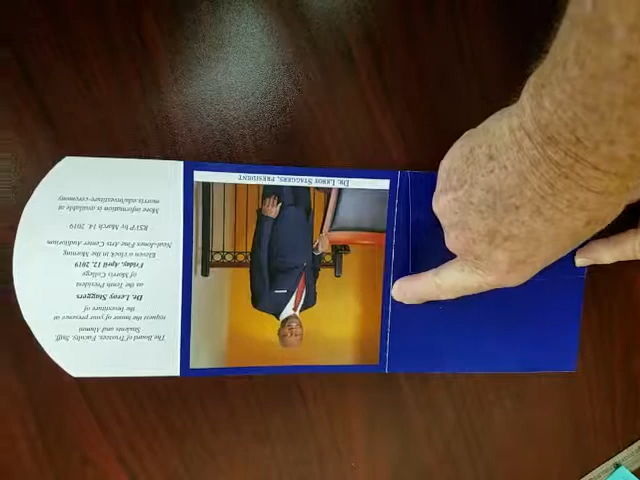 The Board of Trustees, Faculty, Staff,
Students and Alumni
request the honor of your presence at
the Investiture of
Dr. Leroy Staggers
as the Tenth President
of Morris College
Friday, April 12, 2019
Eleven o'clock in the Morning
Neal-Jones Fine Arts Center Auditorium
RSVP by March 14, 2019
More information is available at
morris.edu/investiture-ceremony
Dr. Leroy Staggers, President